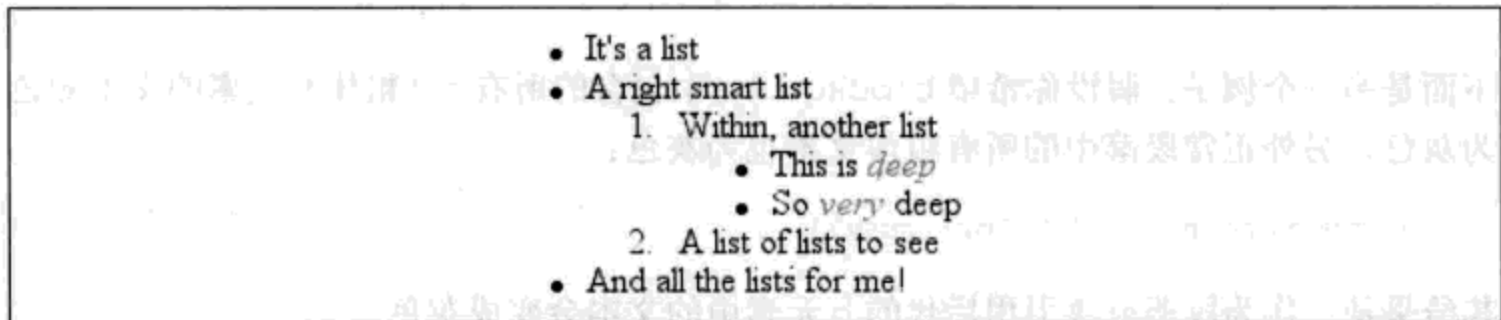 • It's a list
• A right smart list
1. Within, another list
• This is deep
• So very deep
2. A list of lists to see
• And all the lists for me!